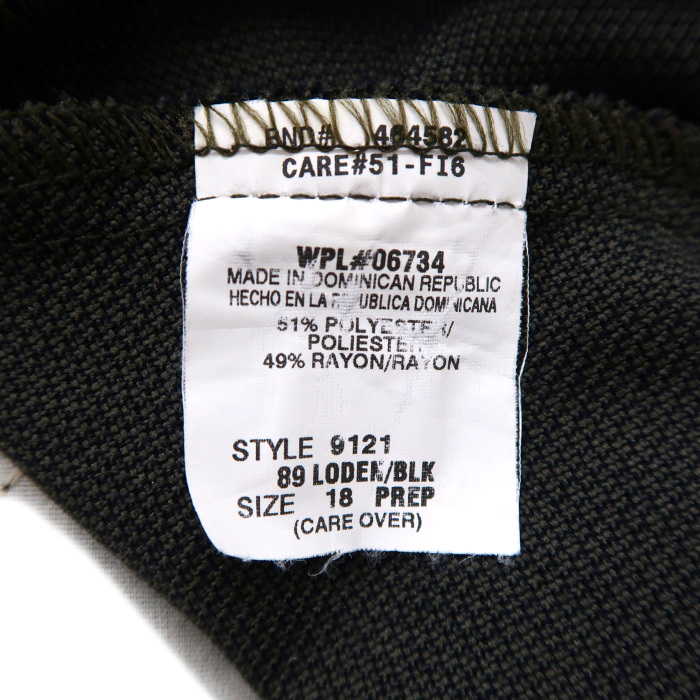 BND# 464582
CARE#51-FI6
WPL#06734
MADE IN DOMINICAN REPUBLIC
HECHO EN LA REPUBLICA DOMINICANA
51% POLYESTER/
POLIESTER
49% RAYON/RAYON
STYLE 9121
89 LODEN/BLK
SIZE 18 PREP
(CARE OVER)